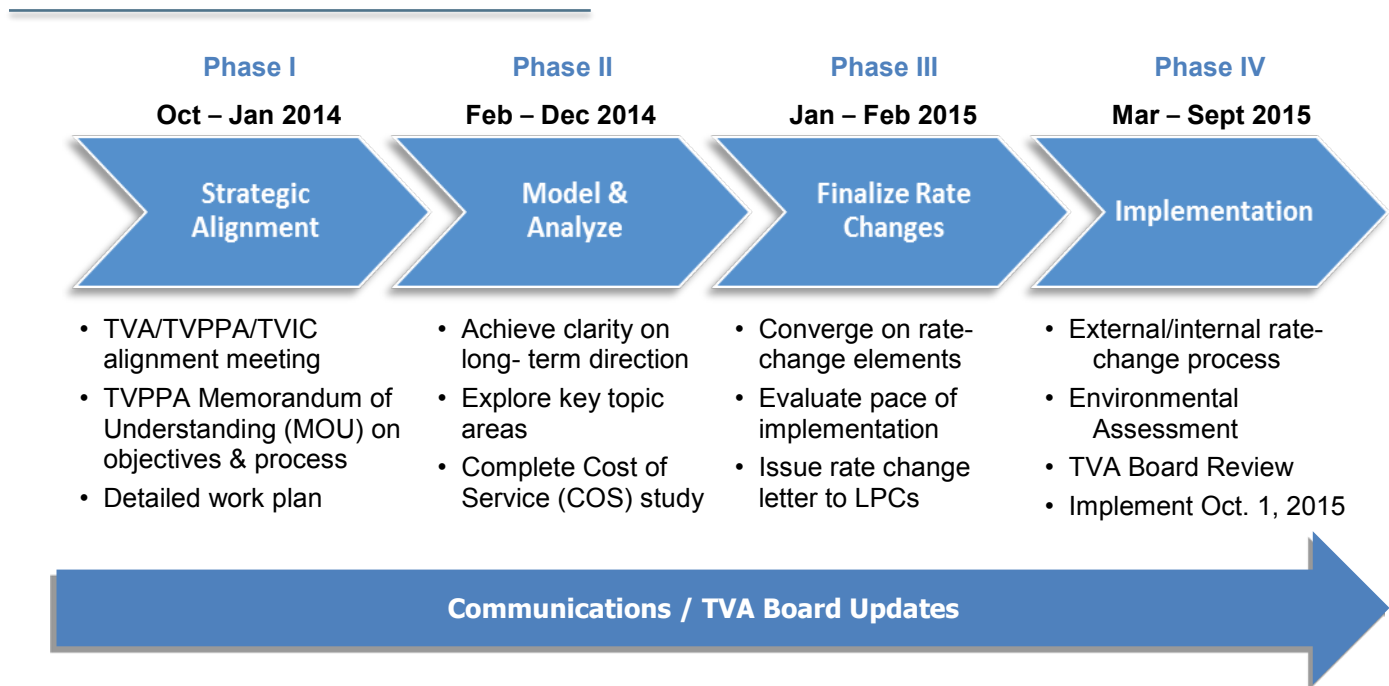 Phase I
Oct – Jan 2014
Strategic
Alignment
• TVA/TVPPA/TVIC
alignment meeting
• TVPPA Memorandum of
Understanding (MOU) on
objectives & process
• Detailed work plan
Phase II
Feb – Dec 2014
Model &
Analyze
• Achieve clarity on
long- term direction
• Explore key topic
areas
• Complete Cost of
Service (COS) study
Phase III
Jan – Feb 2015
Finalize Rate
Changes
• Converge on rate-
change elements
• Evaluate pace of
implementation
• Issue rate change
letter to LPCs
Phase IV
Mar – Sept 2015
Implementation
• External/internal rate-
change process
• Environmental
Assessment
• TVA Board Review
• Implement Oct. 1, 2015
Communications / TVA Board Updates